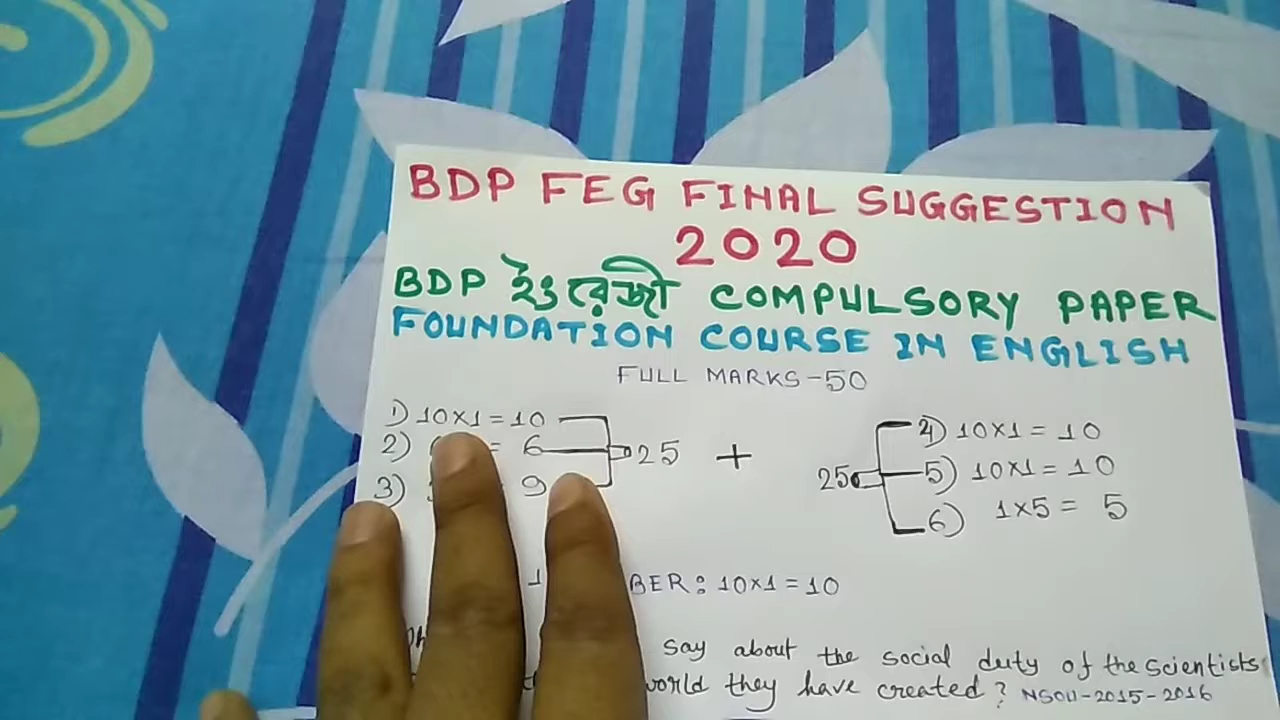 BDP FEG FINAL SUGGESTION
2020
BDP ইংরেজী COMPULSORY PAPER
FOUNDATION COURSE IN ENGLISH
FULL MARKS-50
1) 10×1=10
2) = 6
3) = 9
25 + 25
4) 10×1 = 10
5) 10×1 = 10
6) 1×5 = 5
: 10×1=10
say about the social duty of the scientists
world they have created? NSOU-2015-2016